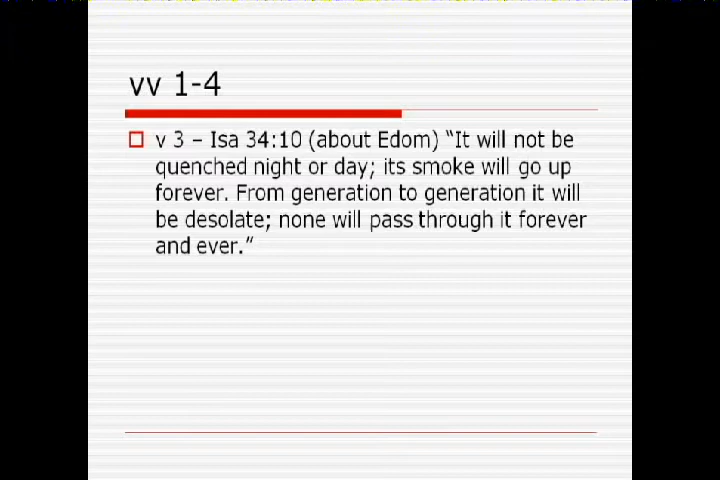 vv 1-4
v 3 – Isa 34:10 (about Edom) “It will not be
quenched night or day; its smoke will go up
forever. From generation to generation it will
be desolate; none will pass through it forever
and ever.”